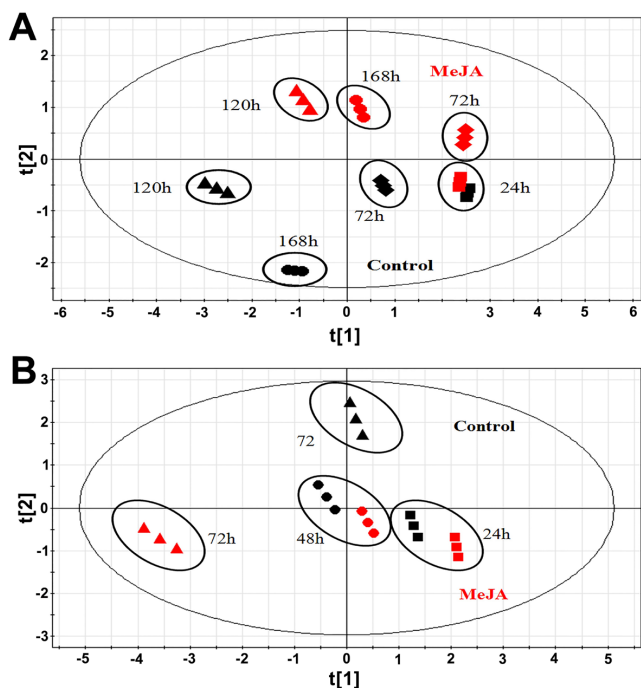 A
2
1
0
-1
-2
t[2]
120h
168h
MeJA
72h
120h
72h
24h
168h
Control
-6 -5 -4 -3 -2 -1 0 1 2 3 4 5 6
t[1]
B
3
2
1
0
-1
-2
-3
t[2]
72
Control
72h
48h
24h
MeJA
-5 -4 -3 -2 -1 0 1 2 3 4 5
t[1]